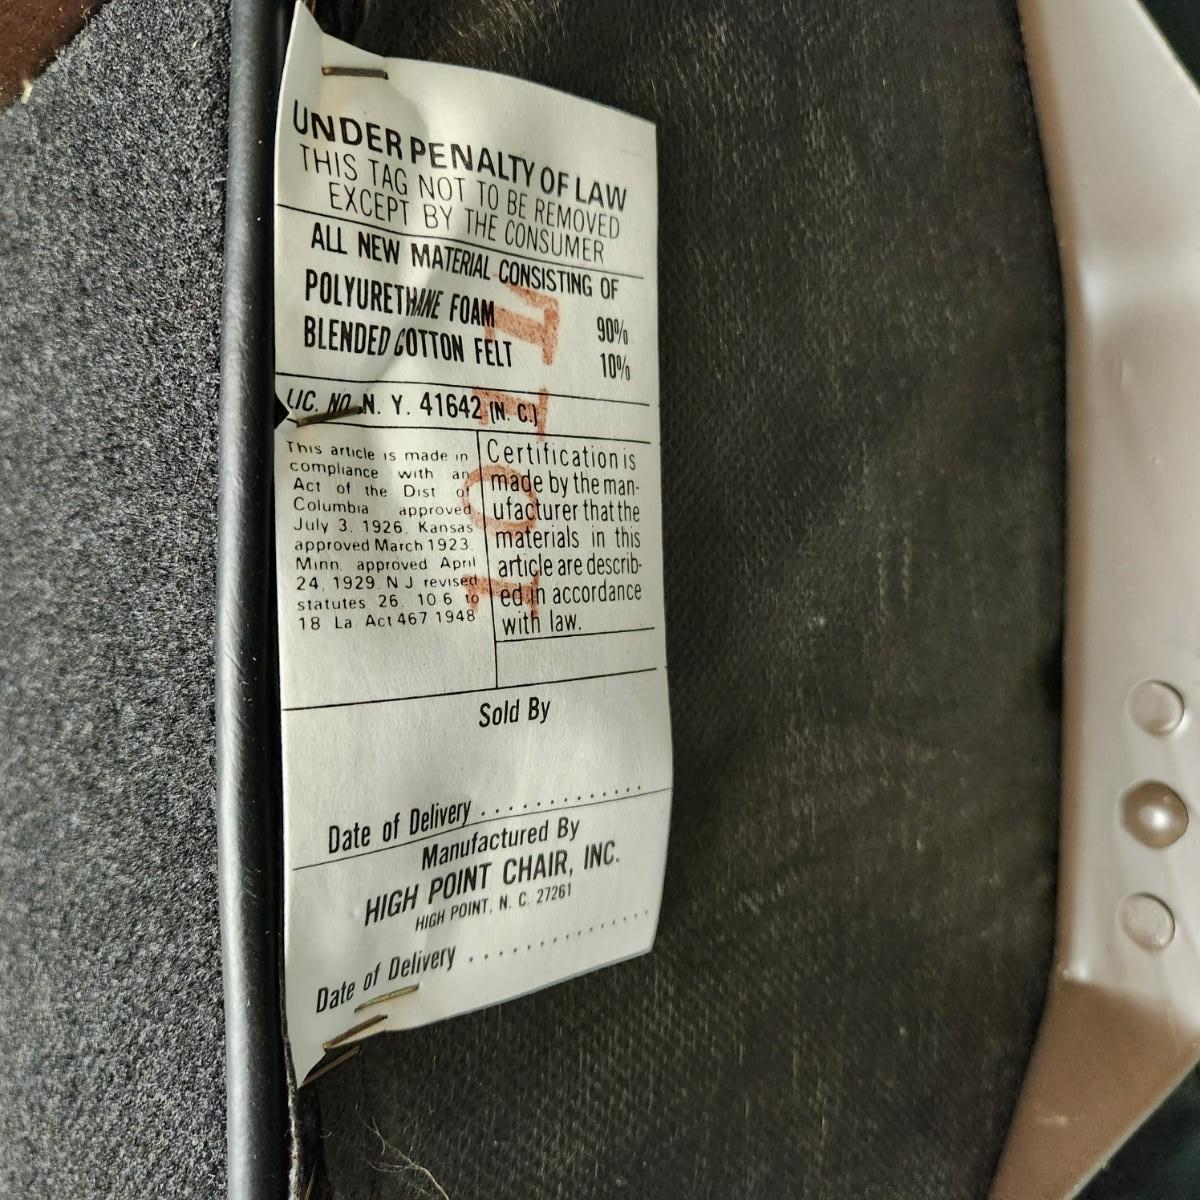 UNDER PENALTY OF LAW
THIS TAG NOT TO BE REMOVED
EXCEPT BY THE CONSUMER
ALL NEW MATERIAL CONSISTING OF
POLYURETHANE FOAM 90%
BLENDED COTTON FELT 10%
LIC. NO. N. Y. 41642 (N. C.)
This article is made in
compliance with an
Act of the Dist of
Columbia approved
July 3, 1926, Kansas
approved March 1923,
Minn. approved April
24, 1929, N J revised
statutes 26, 10 6 to
18 La Act 467 1948
Certification is
made by the man-
ufacturer that the
materials in this
article are describ-
ed in accordance
with law.
Sold By
Date of Delivery . . . . . . . . . . . . .
Manufactured By
HIGH POINT CHAIR, INC.
HIGH POINT, N. C. 27261
Date of Delivery . . . . . . . . . . . . . .